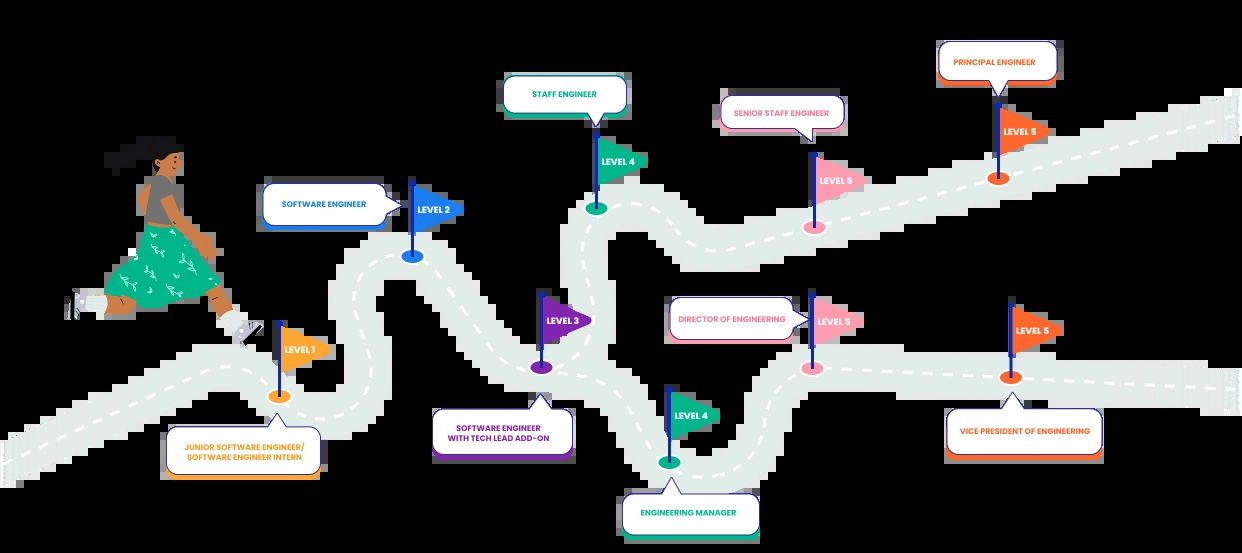 PRINCIPAL ENGINEER
LEVEL 5
STAFF ENGINEER
LEVEL 4
SENIOR STAFF ENGINEER
LEVEL 5
SOFTWARE ENGINEER
LEVEL 2
LEVEL 3
SOFTWARE ENGINEER
WITH TECH LEAD ADD-ON
DIRECTOR OF ENGINEERING
LEVEL 5
LEVEL 5
VICE PRESIDENT OF ENGINEERING
LEVEL 1
JUNIOR SOFTWARE ENGINEER/
SOFTWARE ENGINEER INTERN
LEVEL 4
ENGINEERING MANAGER